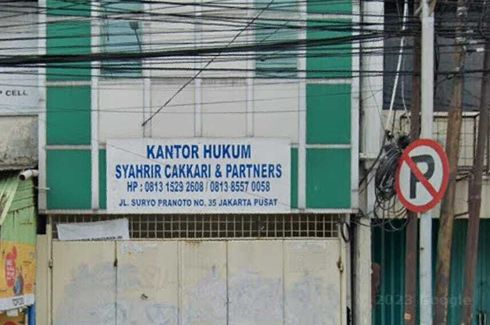 KANTOR HUKUM
SYAHRIR CAKKARI & PARTNERS
HP : 0813 1529 2608 / 0813 8557 0058
JL. SURYO PRANOTO NO. 35 JAKARTA PUSAT
P CELL
P
2023 Google